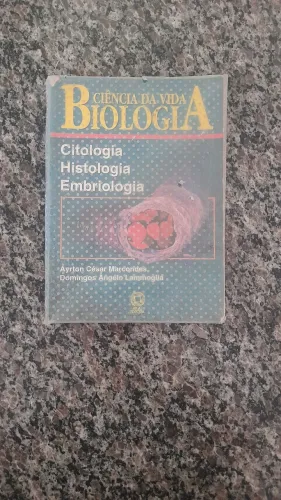 CIÊNCIA DA VIDA
BIOLOGIA
Citologia
Histologia
Embriologia
Ayrton César Marcondes
Domingos Ângelo Lammoglia